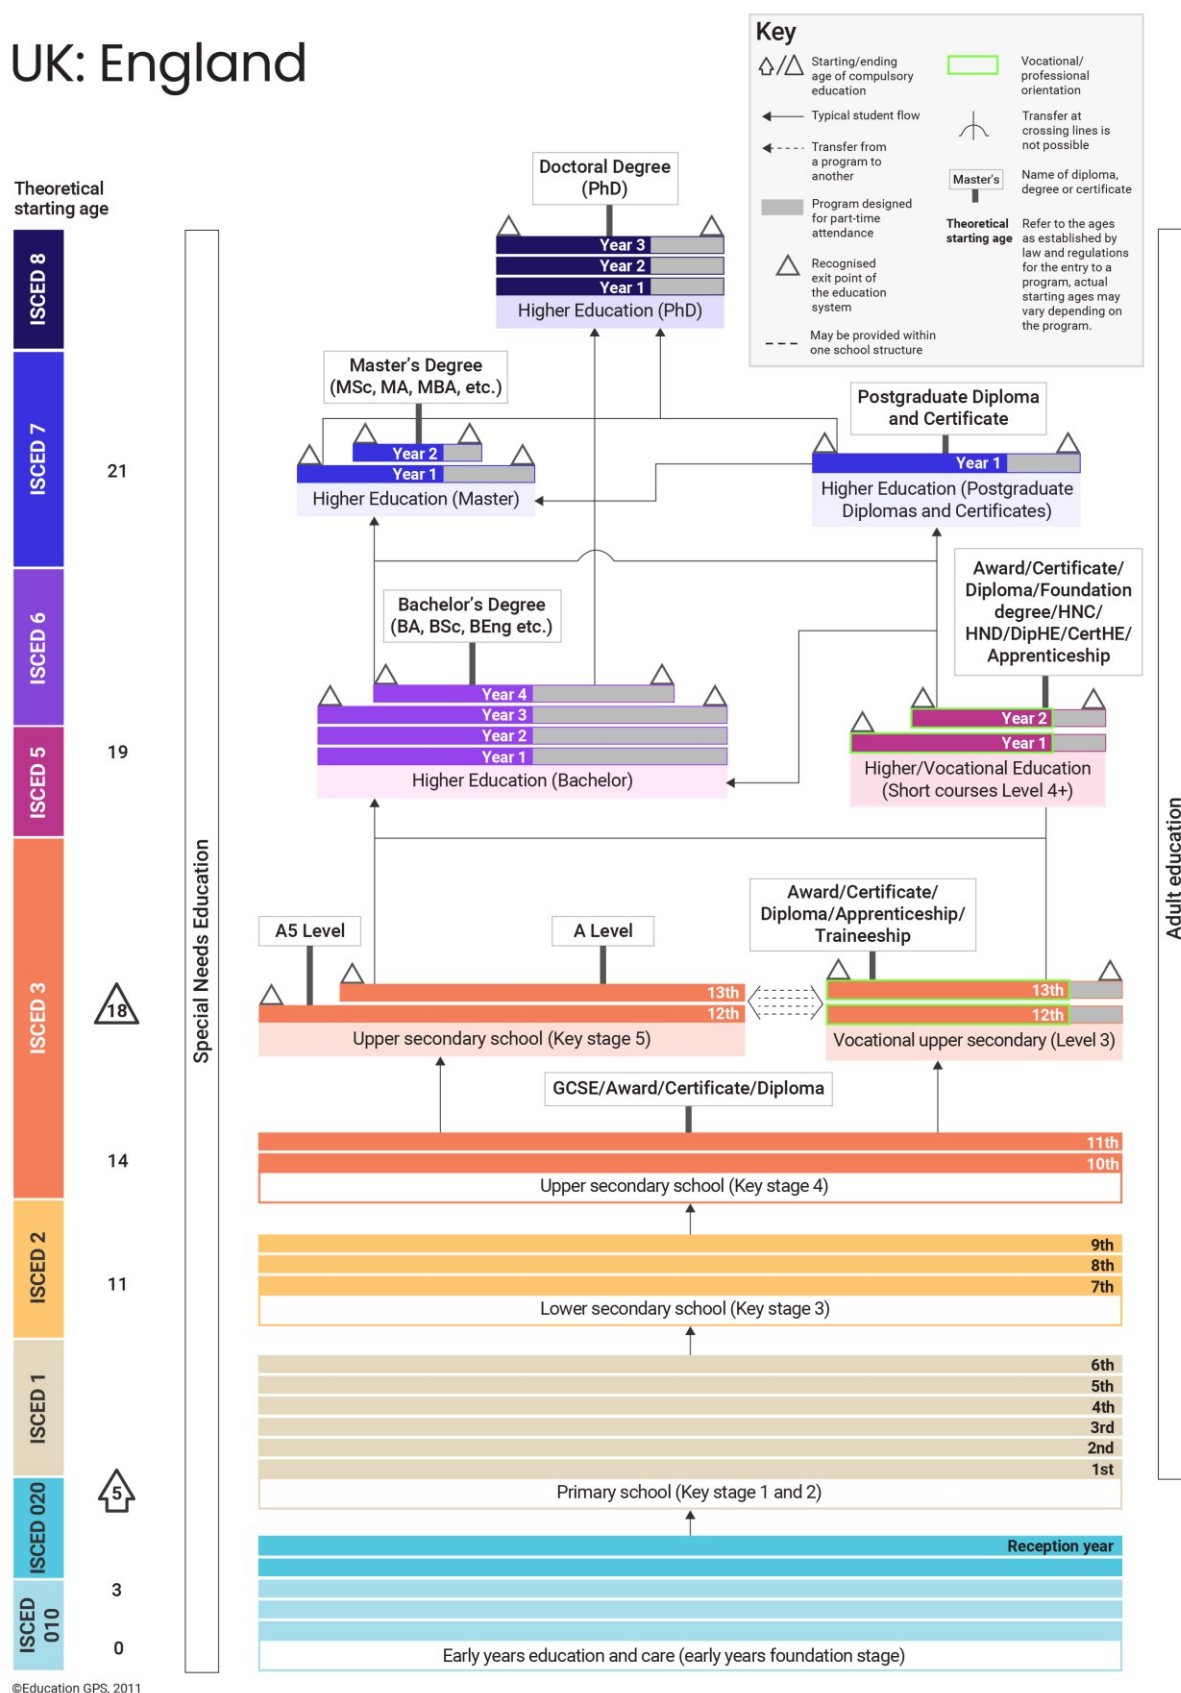 UK: England
Key
Starting/ending
age of compulsory
education
Typical student flow
Transfer from
a program to
another
Program designed
for part-time
attendance
Recognised
exit point of
the education
system
May be provided within
one school structure
Vocational/
professional
orientation
Transfer at
crossing lines is
not possible
Master's
Name of diploma,
degree or certificate
Theoretical
starting age
Refer to the ages
as established by
law and regulations
for the entry to a
program, actual
starting ages may
vary depending on
the program.
Theoretical
starting age
ISCED 8
ISCED 7
21
ISCED 6
ISCED 5
19
ISCED 3
18
14
ISCED 2
11
ISCED 1
5
ISCED 020
3
ISCED
010
0
Special Needs Education
Adult education
Doctoral Degree
(PhD)
Year 3
Year 2
Year 1
Higher Education (PhD)
Master's Degree
(MSc, MA, MBA, etc.)
Year 2
Year 1
Higher Education (Master)
Postgraduate Diploma
and Certificate
Year 1
Higher Education (Postgraduate
Diplomas and Certificates)
Bachelor's Degree
(BA, BSc, BEng etc.)
Year 4
Year 3
Year 2
Year 1
Higher Education (Bachelor)
Award/Certificate/
Diploma/Foundation
degree/HNC/
HND/DipHE/CertHE/
Apprenticeship
Year 2
Year 1
Higher/Vocational Education
(Short courses Level 4+)
A5 Level
A Level
13th
12th
Upper secondary school (Key stage 5)
Award/Certificate/
Diploma/Apprenticeship/
Traineeship
13th
12th
Vocational upper secondary (Level 3)
GCSE/Award/Certificate/Diploma
11th
10th
Upper secondary school (Key stage 4)
9th
8th
7th
Lower secondary school (Key stage 3)
6th
5th
4th
3rd
2nd
1st
Primary school (Key stage 1 and 2)
Reception year
Early years education and care (early years foundation stage)
©Education GPS, 2011